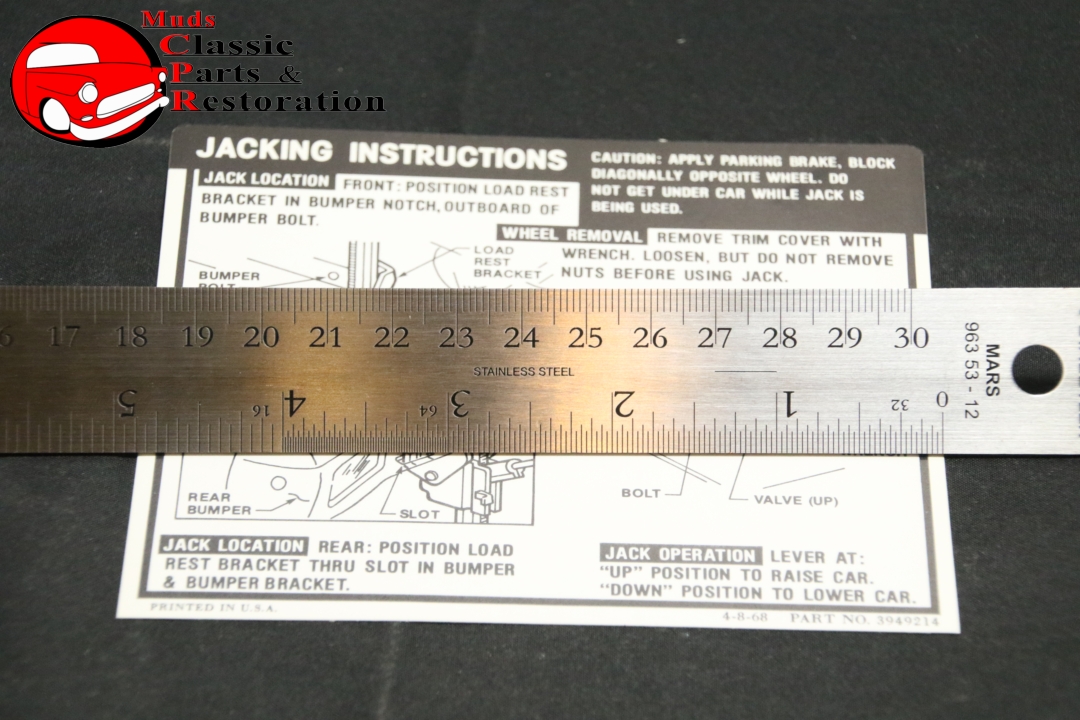 Muds
Classic
Parts &
Restoration
JACKING INSTRUCTIONS
CAUTION: APPLY PARKING BRAKE, BLOCK
DIAGONALLY OPPOSITE WHEEL. DO
NOT GET UNDER CAR WHILE JACK IS
BEING USED.
JACK LOCATION FRONT: POSITION LOAD REST
BRACKET IN BUMPER NOTCH, OUTBOARD OF
BUMPER BOLT.
WHEEL REMOVAL REMOVE TRIM COVER WITH
WRENCH. LOOSEN, BUT DO NOT REMOVE
NUTS BEFORE USING JACK.
LOAD
REST
BRACKET
BUMPER
BOLT
17 18 19 20 21 22 23 24 25 26 27 28 29 30
STAINLESS STEEL
5 16 4 64 3 2 1 32 0
MARS
963 53 - 12
REAR
BUMPER
SLOT
BOLT
VALVE (UP)
JACK LOCATION REAR: POSITION LOAD
REST BRACKET THRU SLOT IN BUMPER
& BUMPER BRACKET.
JACK OPERATION LEVER AT:
"UP" POSITION TO RAISE CAR.
"DOWN" POSITION TO LOWER CAR.
PRINTED IN U.S.A.
4-8-68 PART NO. 3949214